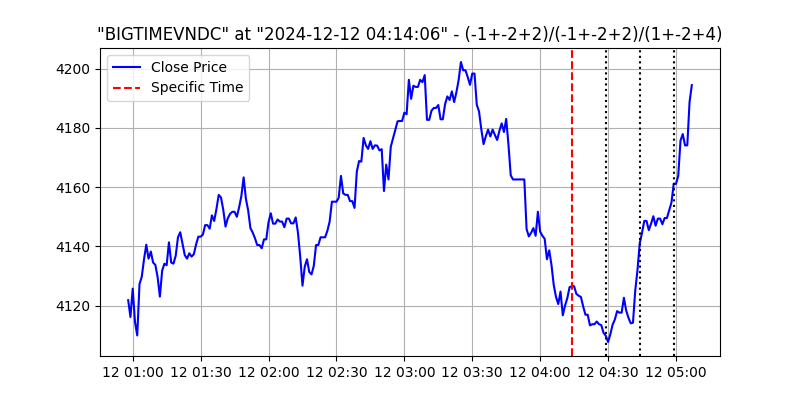 "BIGTIMEVNDC" at "2024-12-12 04:14:06" - (-1+-2+2)/(-1+-2+2)/(1+-2+4)
Close Price
Specific Time
4200
4180
4160
4140
4120
12 01:00 12 01:30 12 02:00 12 02:30 12 03:00 12 03:30 12 04:00 12 04:30 12 05:00